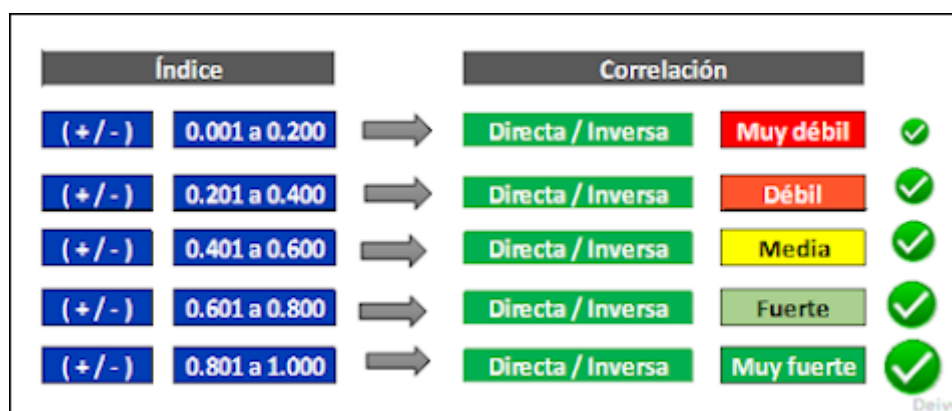 Índice Correlación
(+/-) 0.001 a 0.200 Directa / Inversa Muy débil
(+/-) 0.201 a 0.400 Directa / Inversa Débil
(+/-) 0.401 a 0.600 Directa / Inversa Media
(+/-) 0.601 a 0.800 Directa / Inversa Fuerte
(+/-) 0.801 a 1.000 Directa / Inversa Muy fuerte